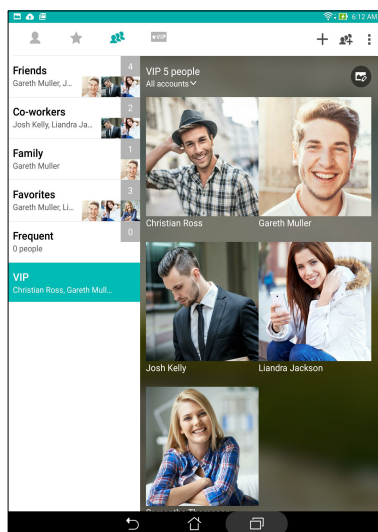 6:12 AM
VIP
Friends
4
Gareth Muller, J...
Co-workers
2
Josh Kelly, Liandra Ja...
Family
1
Gareth Muller
Favorites
3
Gareth Muller, Li...
Frequent
0
0 people
VIP
Christian Ross, Gareth Mull...
VIP 5 people
All accounts
Christian Ross
Gareth Muller
Josh Kelly
Liandra Jackson